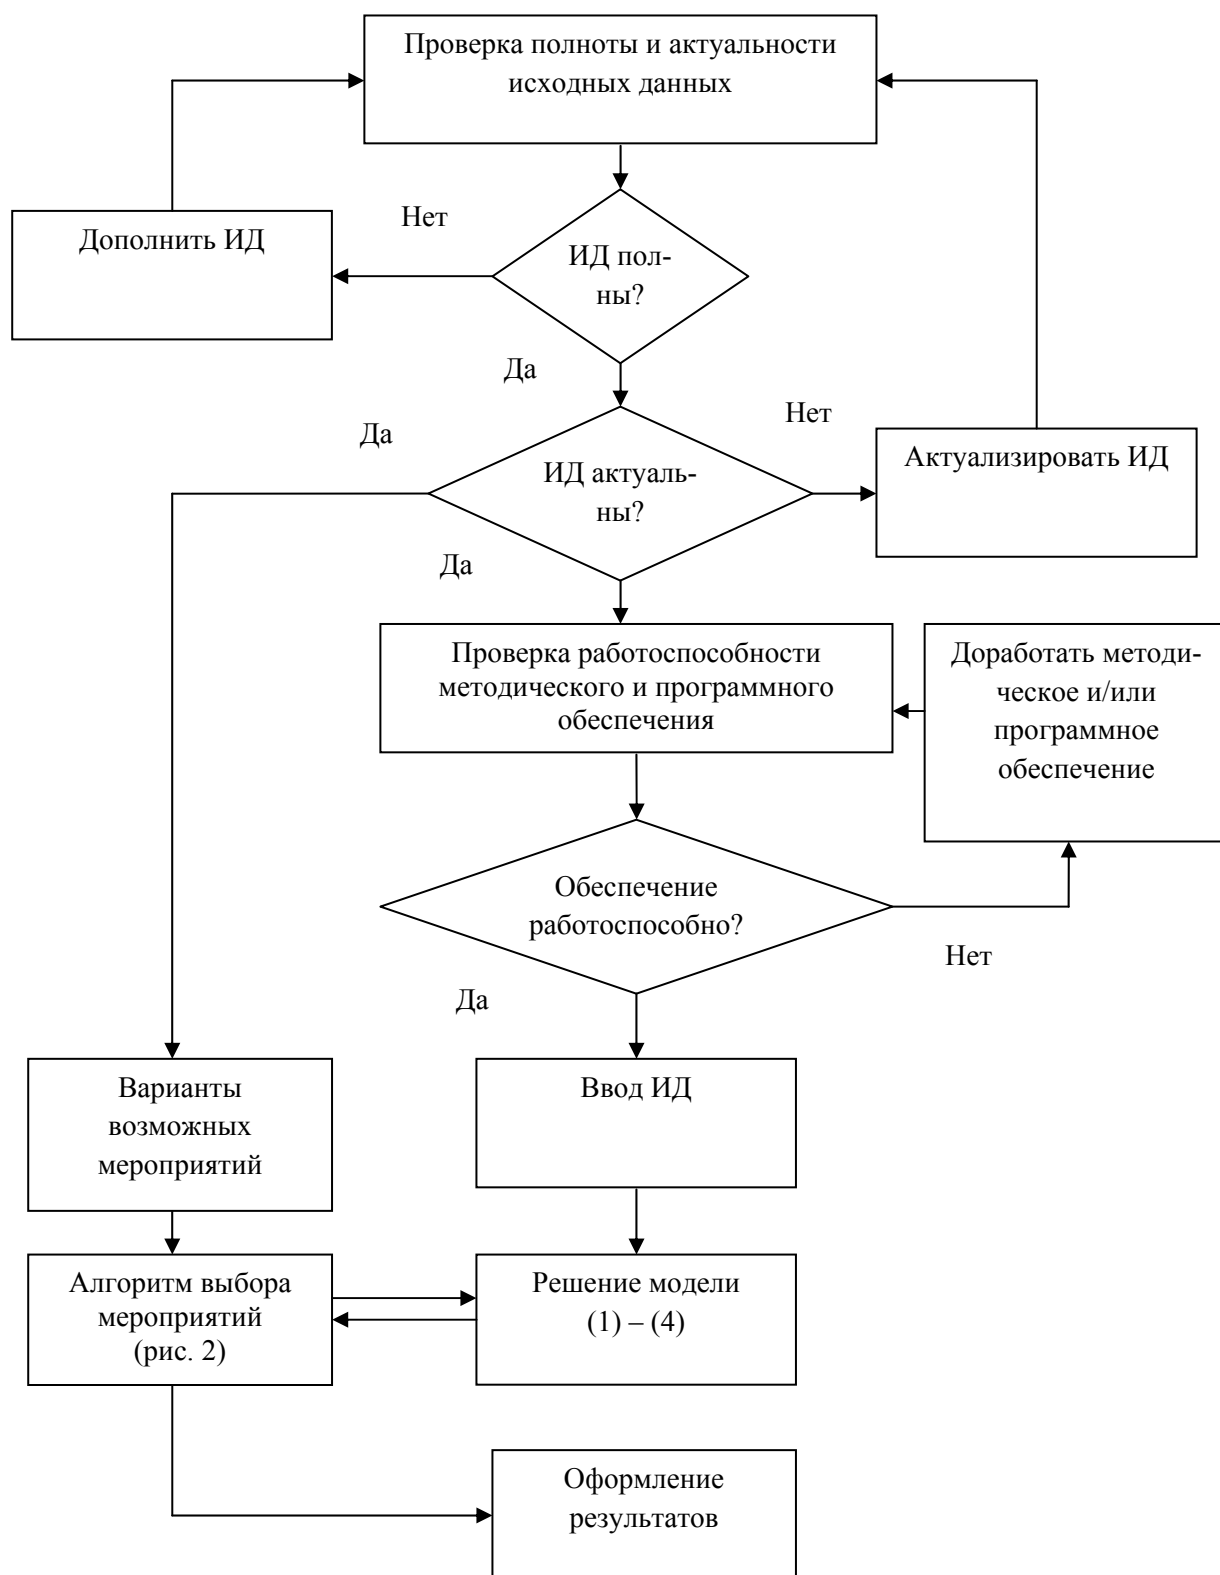 Проверка полноты и актуальности
исходных данных
Нет
Дополнить ИД
ИД пол-
ны?
Да
Да
Нет
ИД актуаль-
ны?
Актуализировать ИД
Да
Проверка работоспособности
методического и программного
обеспечения
Доработать методи-
ческое и/или
программное
обеспечение
Обеспечение
работоспособно?
Нет
Да
Варианты
возможных
мероприятий
Ввод ИД
Алгоритм выбора
мероприятий
(рис. 2)
Решение модели
(1) – (4)
Оформление
результатов